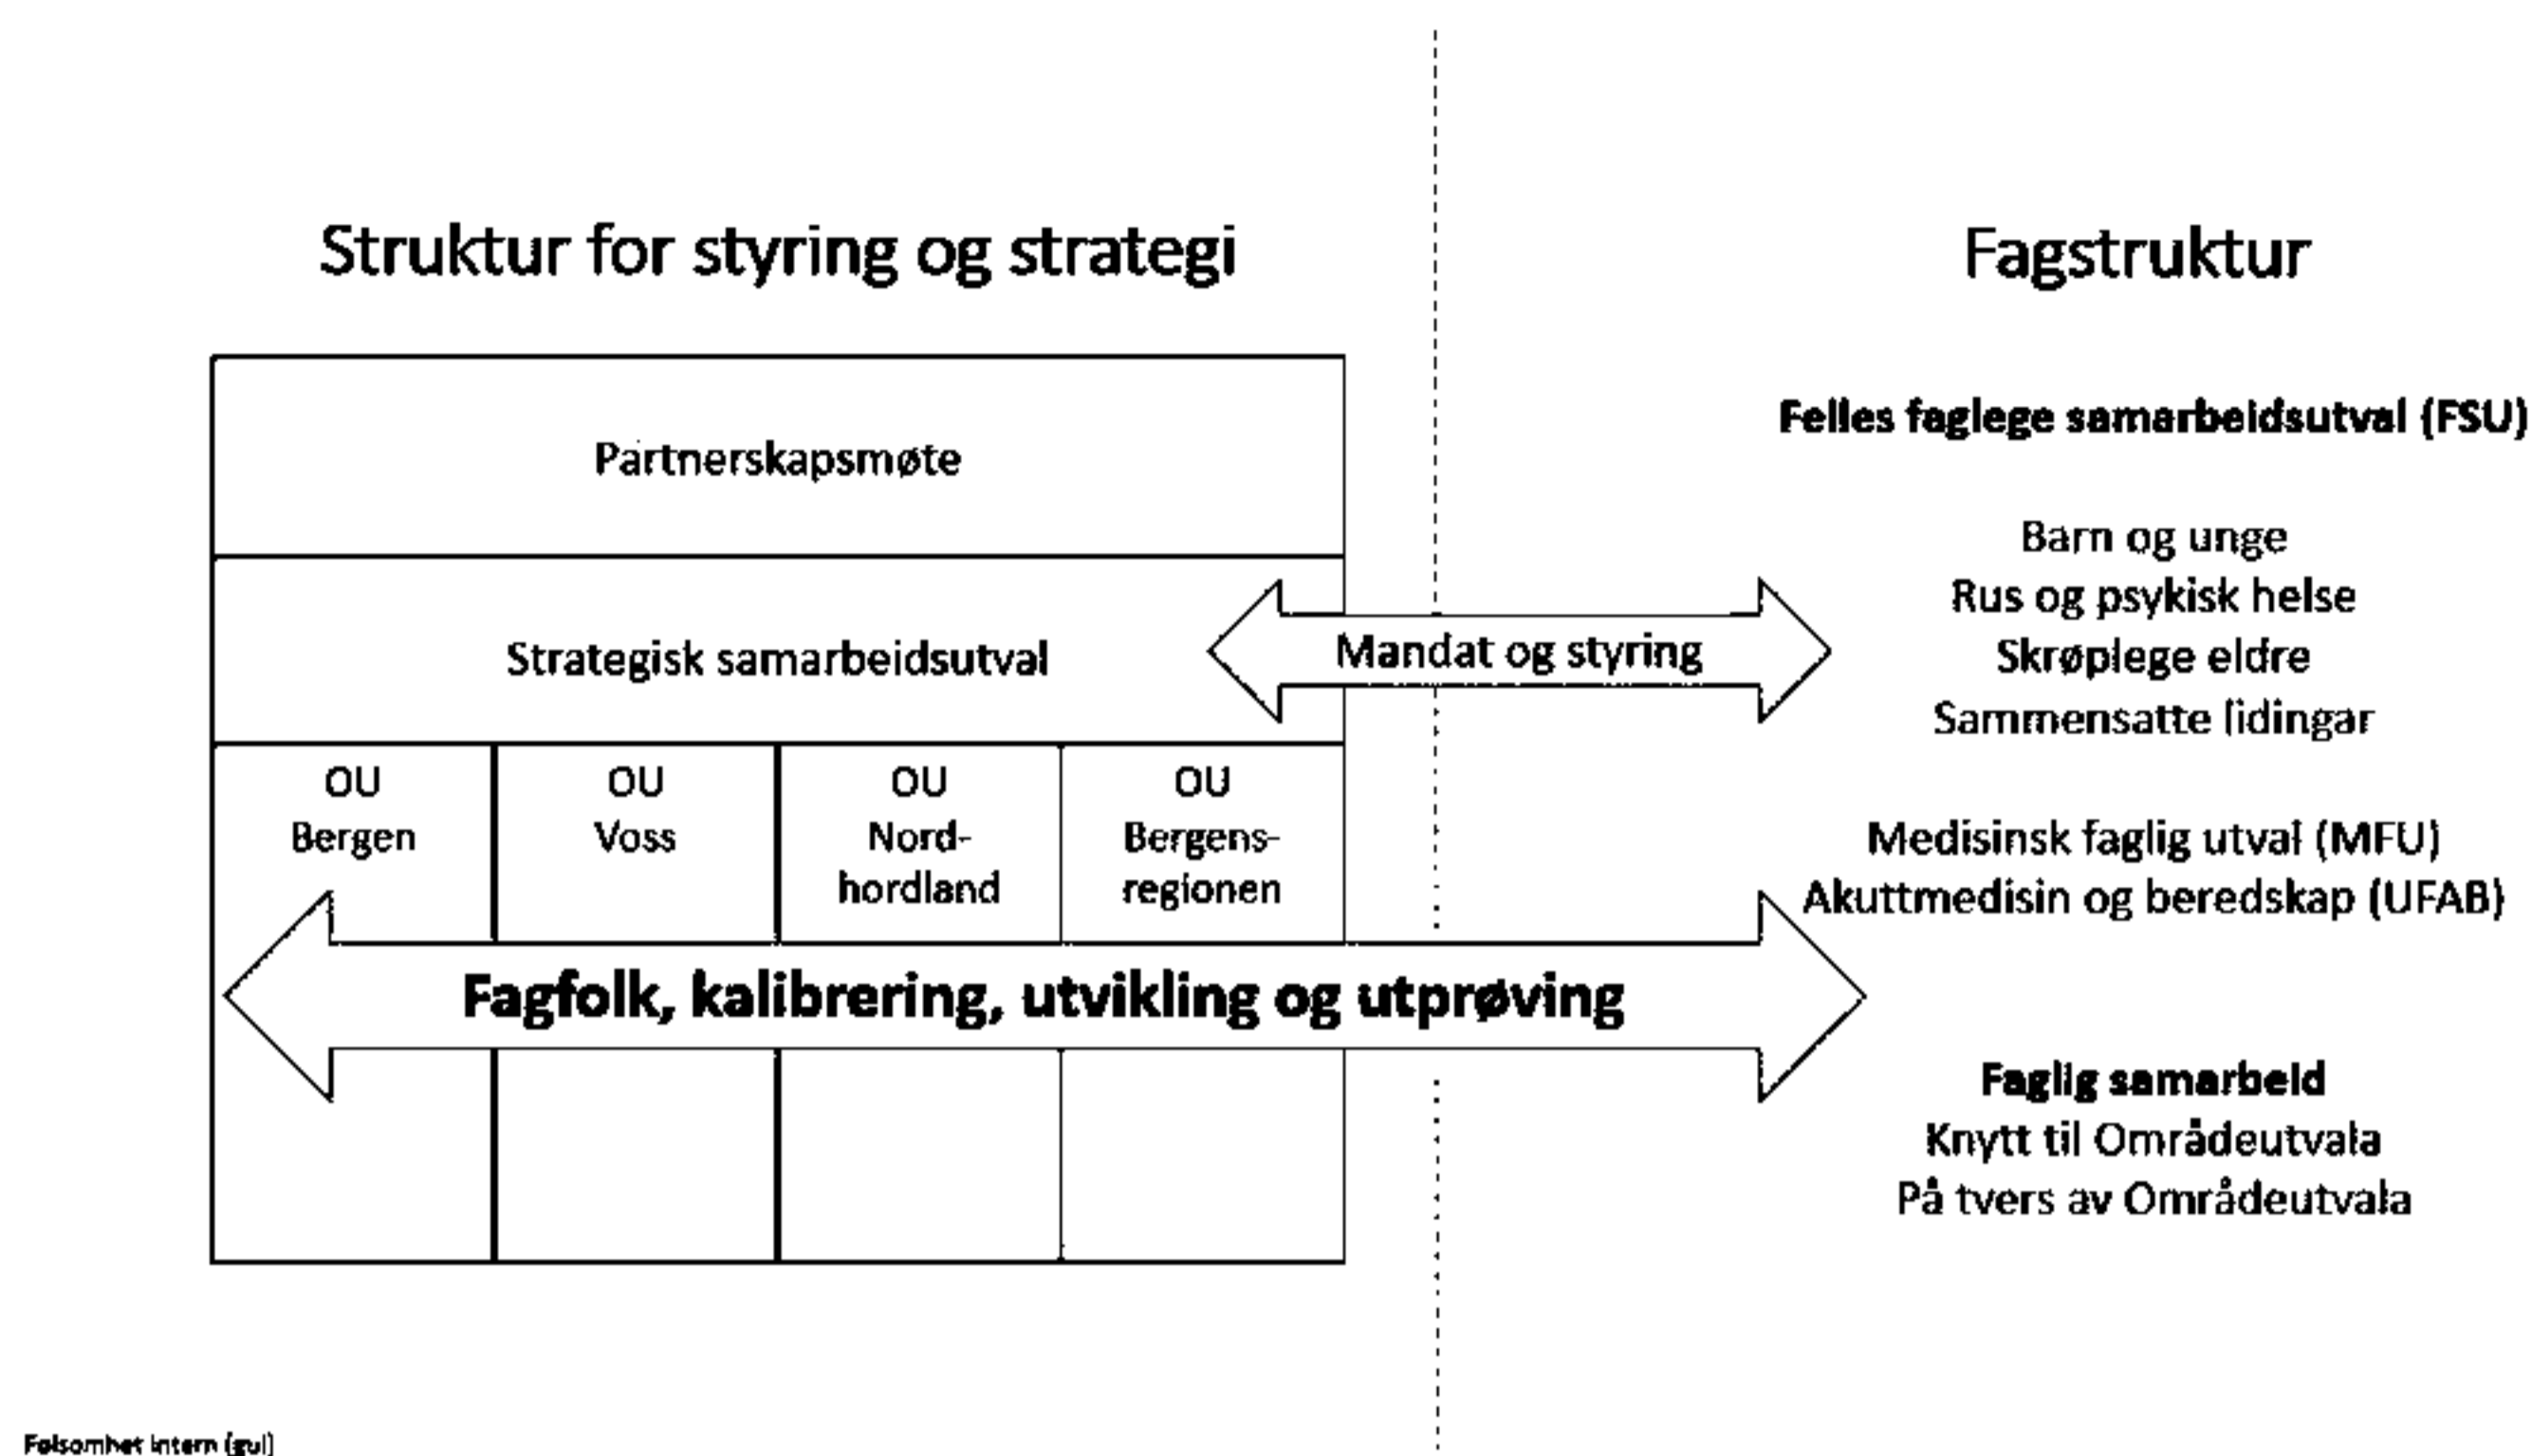 Struktur for styring og strategi
Partnerskapsmøte
Strategisk samarbeidsutval
OU
Bergen
OU
Voss
OU
Nord-
hordland
OU
Bergens-
regionen
Mandat og styring
Fagfolk, kalibrering, utvikling og utprøving
Fagstruktur
Felles faglege samarbeidsutval (FSU)
Barn og unge
Rus og psykisk helse
Skrøplege eldre
Sammensatte lidingar
Medisinsk faglig utval (MFU)
Akuttmedisin og beredskap (UFAB)
Faglig samarbeid
Knytt til Områdeutvala
På tvers av Områdeutvala
Følsomhet Intern (gul)